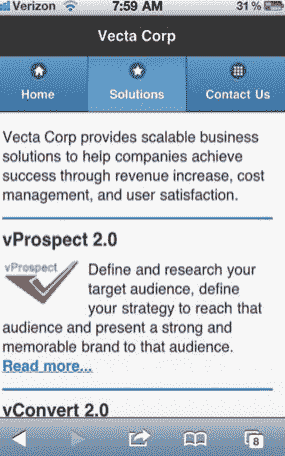 Verizon 7:59 AM 31%
Vecta Corp
Home Solutions Contact Us
Vecta Corp provides scalable business
solutions to help companies achieve
success through revenue increase, cost
management, and user satisfaction.
vProspect 2.0
vProspect
Define and research your
target audience, define
your strategy to reach that
audience and present a strong and
memorable brand to that audience.
Read more...
vConvert 2.0
8